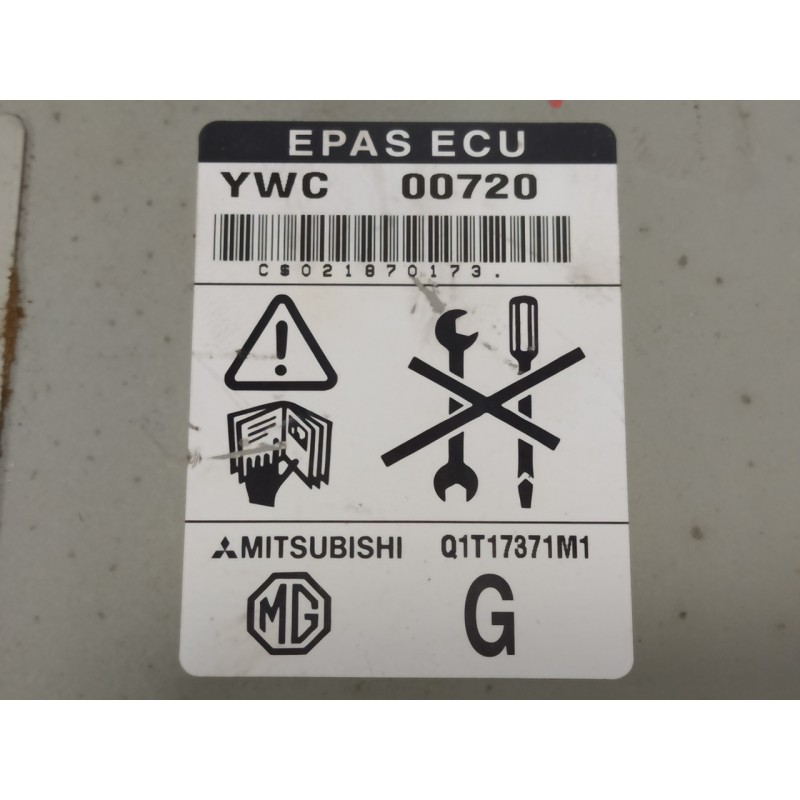 EPAS ECU
YWC 00720
CS021870173.
MITSUBISHI Q1T17371M1
MG G